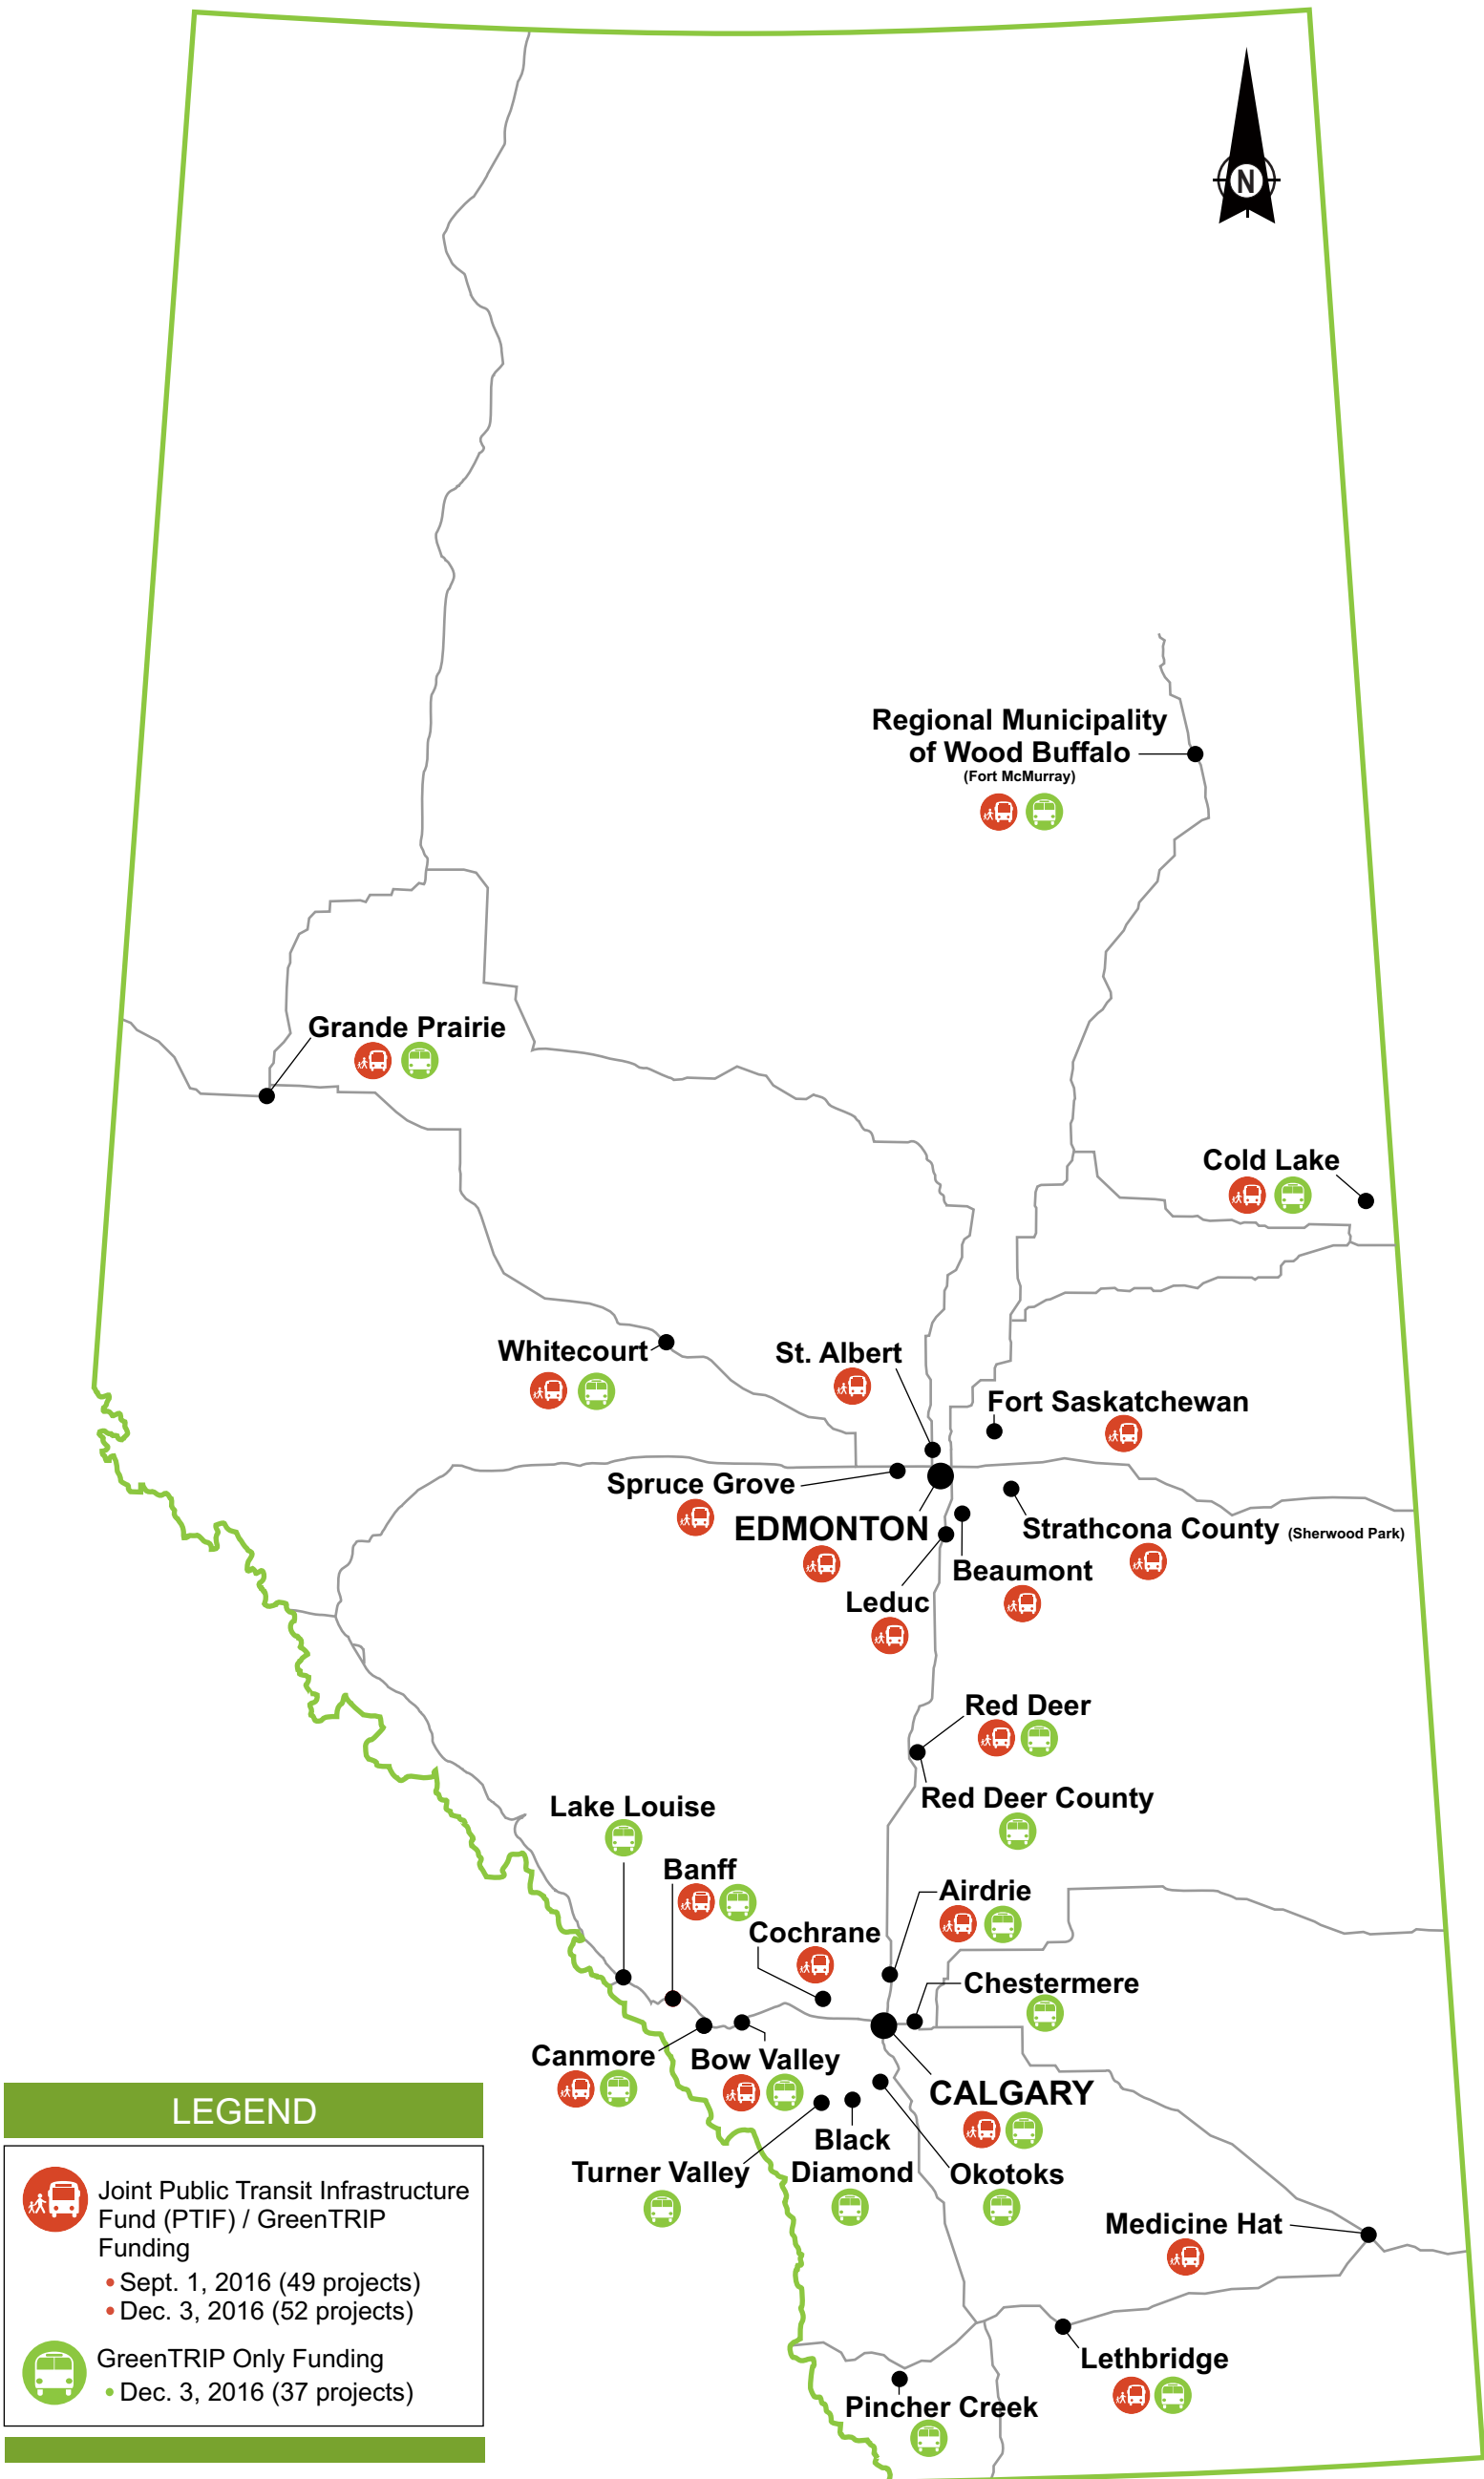 N
Regional Municipality
of Wood Buffalo
(Fort McMurray)
Grande Prairie
Cold Lake
Whitecourt
St. Albert
Fort Saskatchewan
Spruce Grove
EDMONTON
Strathcona County (Sherwood Park)
Beaumont
Leduc
Red Deer
Red Deer County
Lake Louise
Banff
Airdrie
Cochrane
Chestermere
Canmore
Bow Valley
CALGARY
Black
Diamond
Turner Valley
Okotoks
Medicine Hat
Lethbridge
Pincher Creek
LEGEND
Joint Public Transit Infrastructure
Fund (PTIF) / GreenTRIP
Funding
• Sept. 1, 2016 (49 projects)
• Dec. 3, 2016 (52 projects)
GreenTRIP Only Funding
• Dec. 3, 2016 (37 projects)